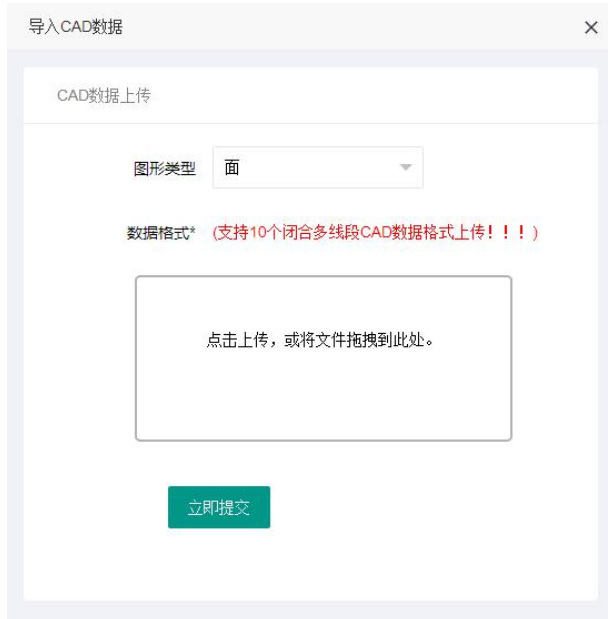 导入CAD数据
CAD数据上传
图形类型 面
数据格式* (支持10个闭合多线段CAD数据格式上传！！！)
点击上传，或将文件拖拽到此处。
立即提交